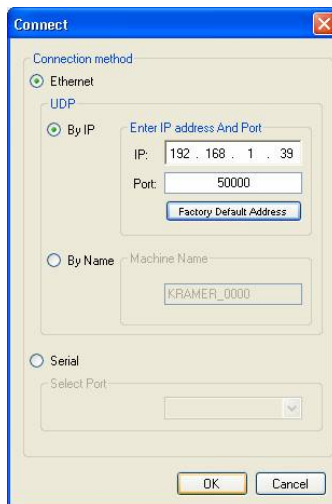 Connect
Connection method
Ethernet
UDP
By IP
Enter IP address And Port
IP: 192 . 168 . 1 . 39
Port: 50000
Factory Default Address
By Name
Machine Name
KRAMER_0000
Serial
Select Port
OK Cancel